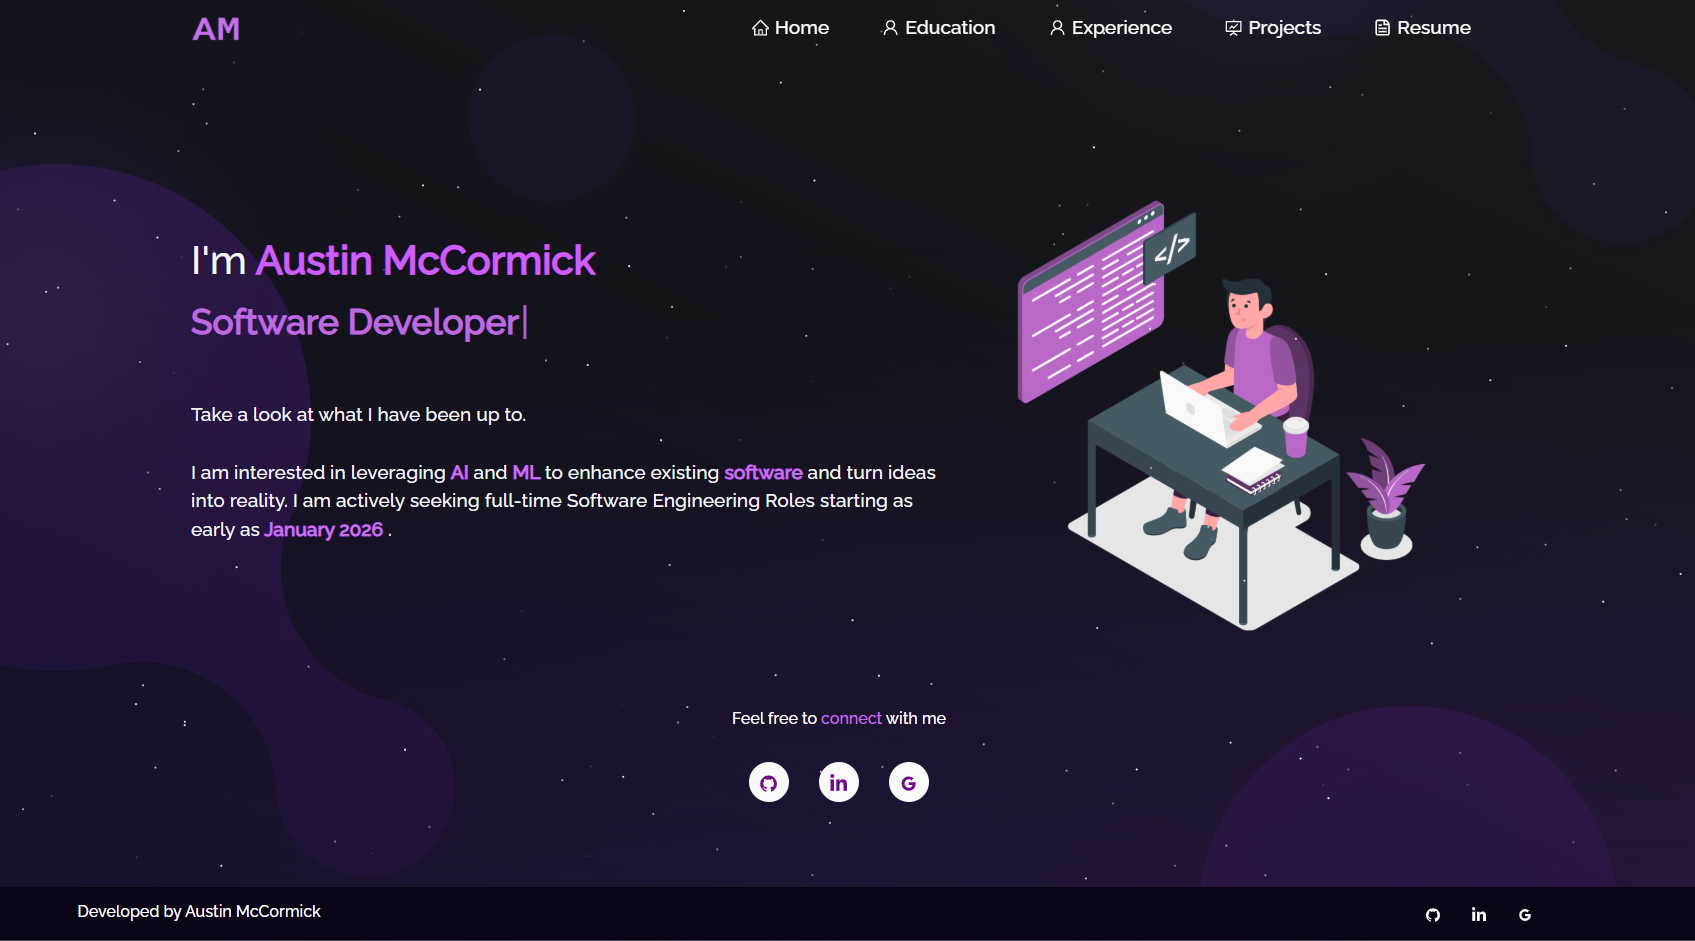 AM
Home Education Experience Projects Resume
I'm Austin McCormick
Software Developer|
</>
Take a look at what I have been up to.
I am interested in leveraging AI and ML to enhance existing software and turn ideas
into reality. I am actively seeking full-time Software Engineering Roles starting as
early as January 2026 .
Feel free to connect with me
in
G
Developed by Austin McCormick
in
G